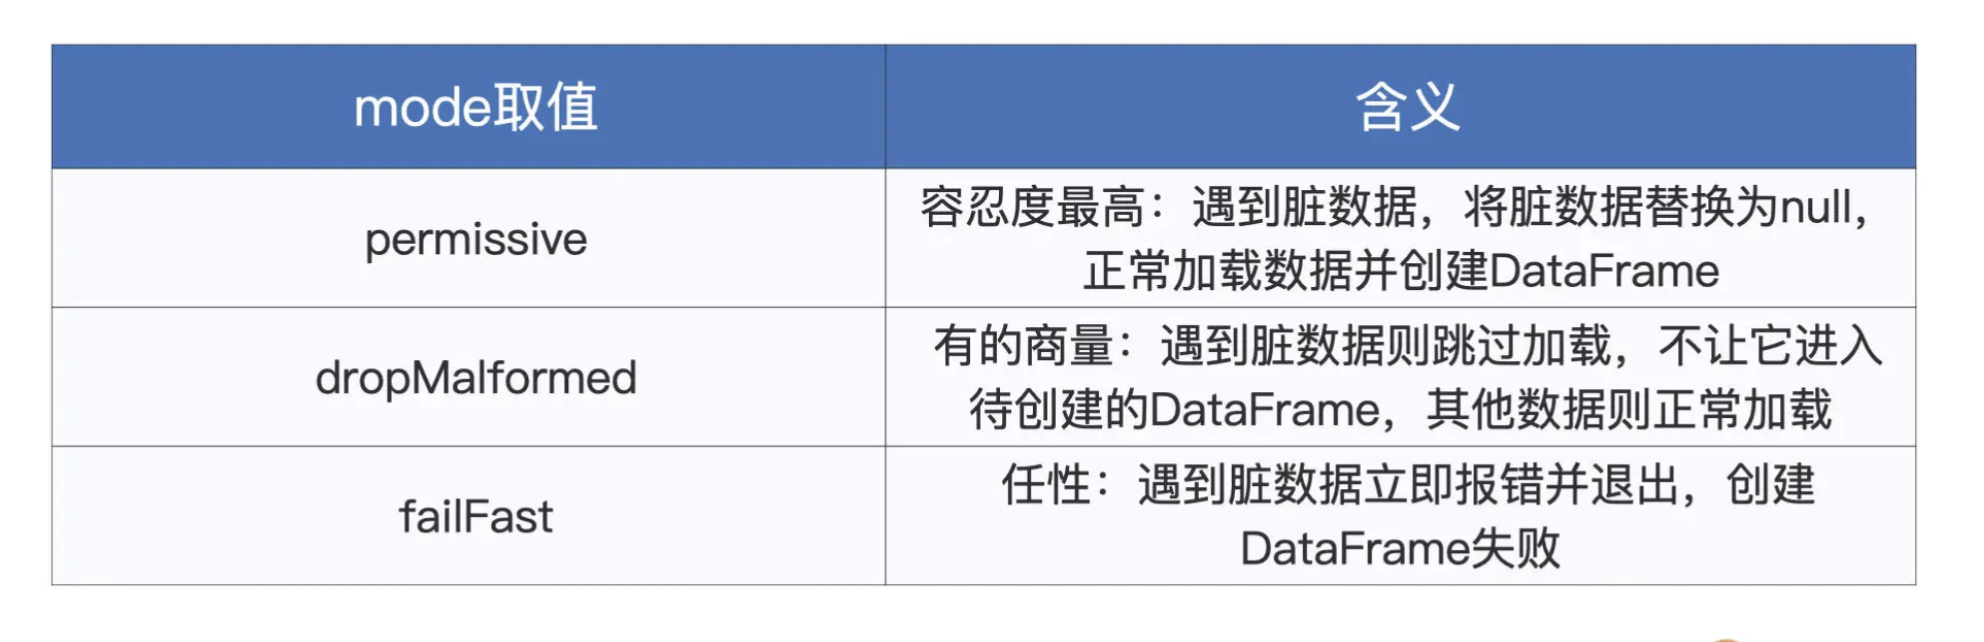 mode取值
含义
permissive
容忍度最高：遇到脏数据，将脏数据替换为null，
正常加载数据并创建DataFrame
dropMalformed
有的商量：遇到脏数据则跳过加载，不让它进入
待创建的DataFrame，其他数据则正常加载
failFast
任性：遇到脏数据立即报错并退出，创建
DataFrame失败